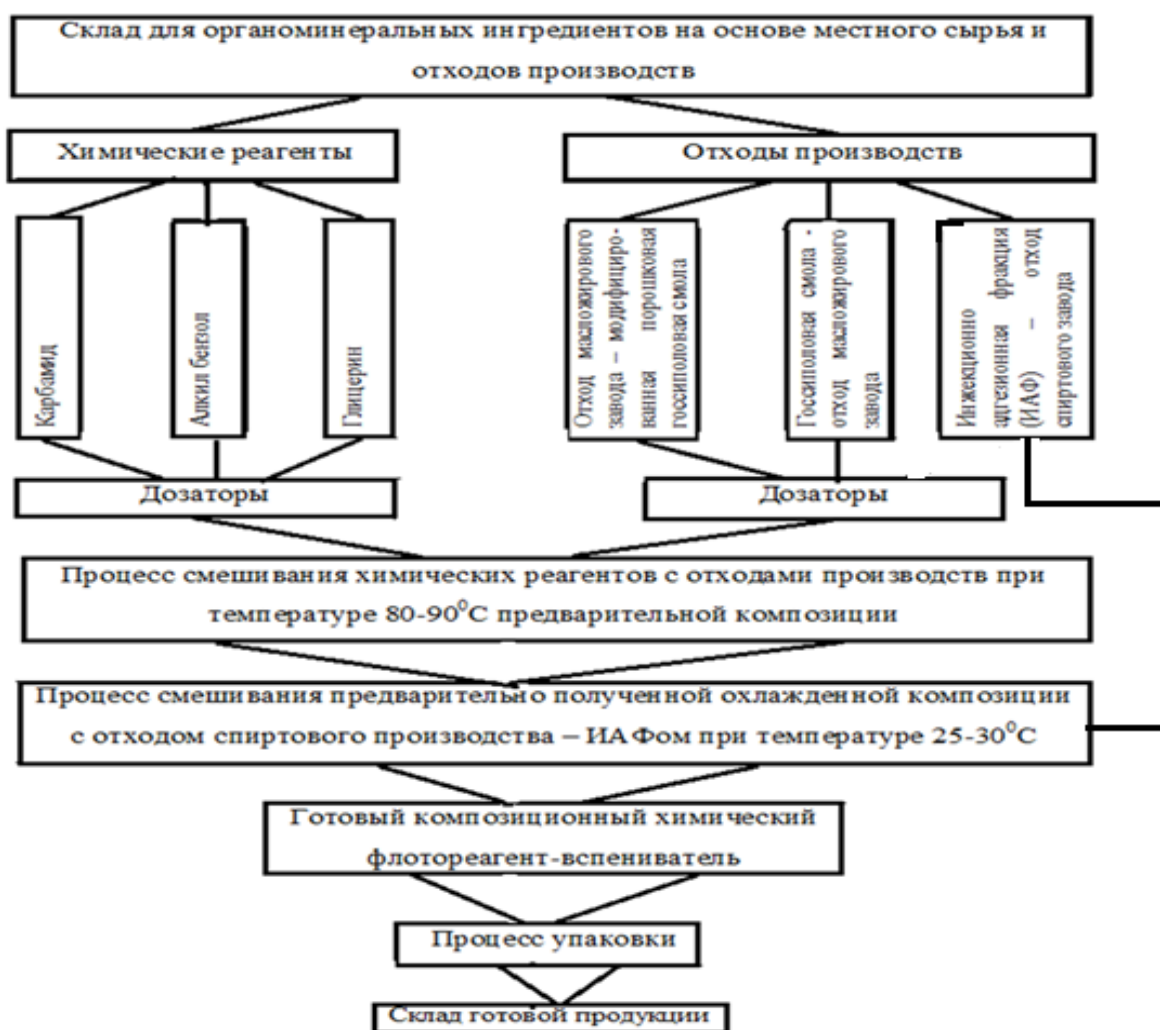 Склад для органоминеральных ингредиентов на основе местного сырья и
отходов производств
Химические реагенты
Отходы производств
Карбамид
Алкил бензол
Глицерин
Отход масложирового
завода – модифициро-
ванная порошковая
госсиполовая смола
Госсиполовая смола -
отход масложирового
завода
Инжекционно
адгезионная фракция
(ИАФ) – отход
спиртового завода
Дозаторы
Дозаторы
Процесс смешивания химических реагентов с отходами производств при
температуре 80-90⁰С предварительной композиции
Процесс смешивания предварительно полученной охлажденной композиции
с отходом спиртового производства – ИАФом при температуре 25-30⁰С
Готовый композиционный химический
флотореагент-вспениватель
Процесс упаковки
Склад готовой продукции